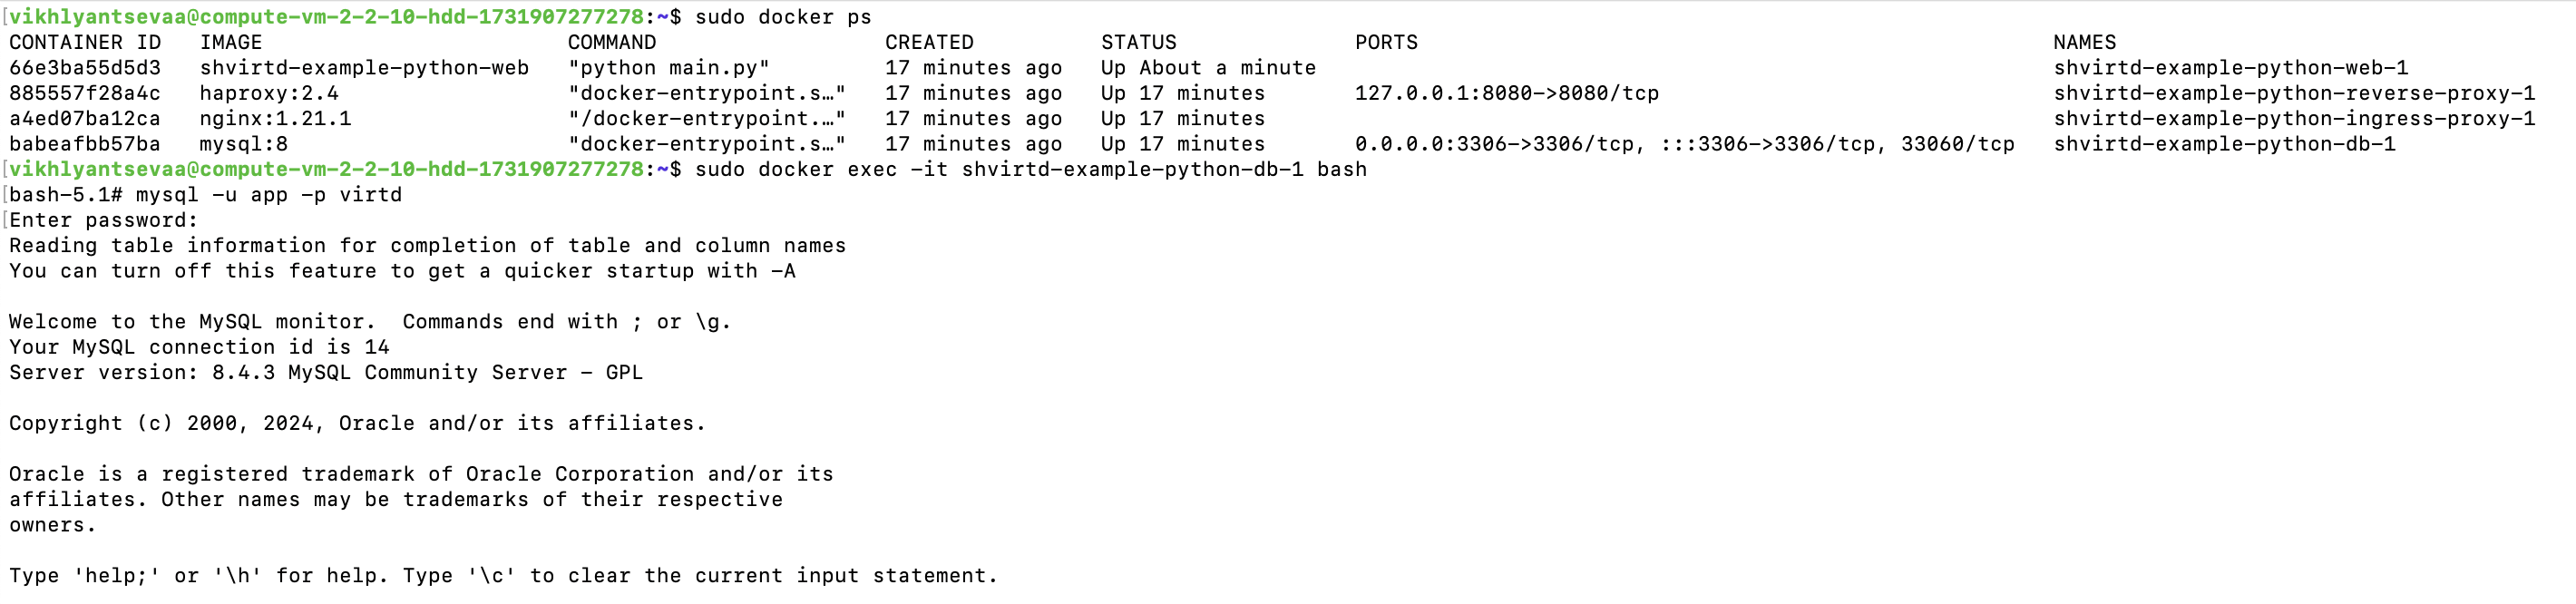 [vikhlyantsevaa@compute-vm-2-2-10-hdd-1731907277278:~$ sudo docker ps
CONTAINER ID   IMAGE                        COMMAND                  CREATED          STATUS              PORTS                                                  NAMES
66e3ba55d5d3   shvirtd-example-python-web   "python main.py"         17 minutes ago   Up About a minute                                                          shvirtd-example-python-web-1
885557f28a4c   haproxy:2.4                  "docker-entrypoint.s…"   17 minutes ago   Up 17 minutes       127.0.0.1:8080->8080/tcp                               shvirtd-example-python-reverse-proxy-1
a4ed07ba12ca   nginx:1.21.1                 "/docker-entrypoint.…"   17 minutes ago   Up 17 minutes                                                              shvirtd-example-python-ingress-proxy-1
babeafbb57ba   mysql:8                      "docker-entrypoint.s…"   17 minutes ago   Up 17 minutes       0.0.0.0:3306->3306/tcp, :::3306->3306/tcp, 33060/tcp   shvirtd-example-python-db-1
[vikhlyantsevaa@compute-vm-2-2-10-hdd-1731907277278:~$ sudo docker exec -it shvirtd-example-python-db-1 bash
[bash-5.1# mysql -u app -p virtd
[Enter password:
Reading table information for completion of table and column names
You can turn off this feature to get a quicker startup with -A

Welcome to the MySQL monitor.  Commands end with ; or \g.
Your MySQL connection id is 14
Server version: 8.4.3 MySQL Community Server - GPL

Copyright (c) 2000, 2024, Oracle and/or its affiliates.

Oracle is a registered trademark of Oracle Corporation and/or its
affiliates. Other names may be trademarks of their respective
owners.

Type 'help;' or '\h' for help. Type '\c' to clear the current input statement.